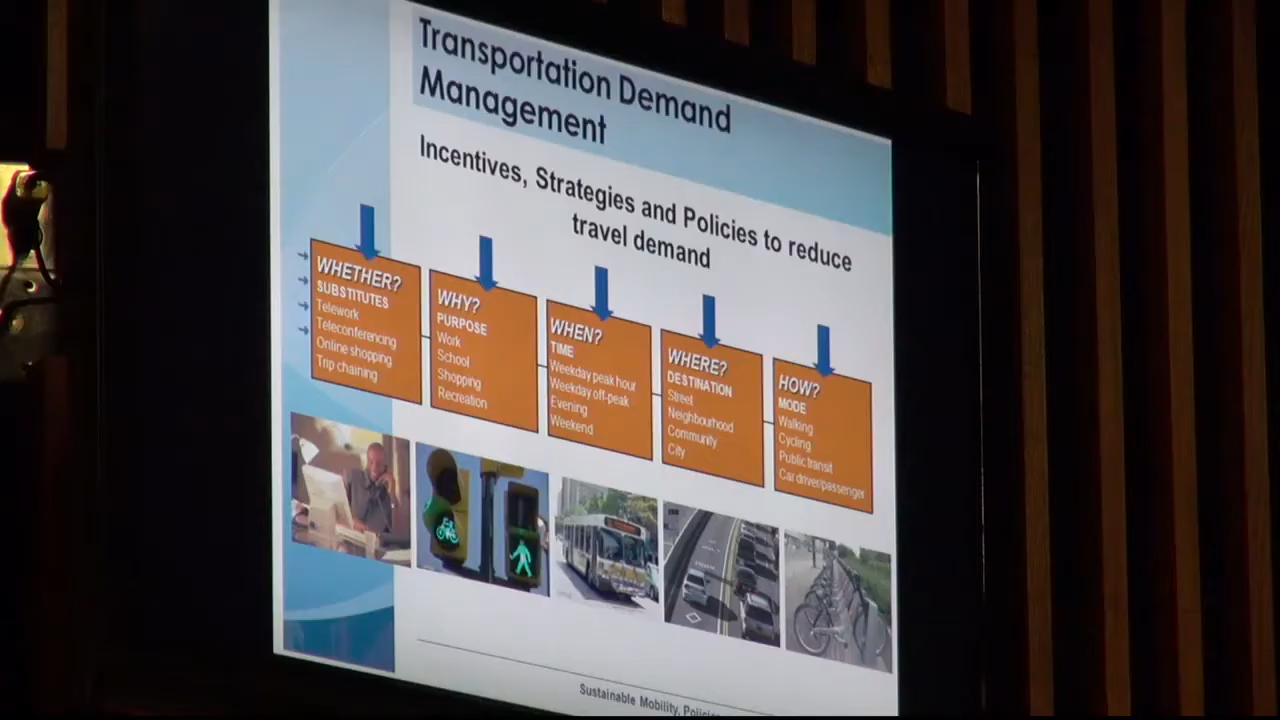 Transportation Demand
Management
Incentives, Strategies and Policies to reduce
travel demand
WHETHER?
SUBSTITUTES
Telework
Teleconferencing
Online shopping
Trip chaining
WHY?
PURPOSE
Work
School
Shopping
Recreation
WHEN?
TIME
Weekday peak hour
Weekday off-peak
Evening
Weekend
WHERE?
DESTINATION
Street
Neighbourhood
Community
City
HOW?
MODE
Walking
Cycling
Public transit
Car driver/passenger
Sustainable Mobility,